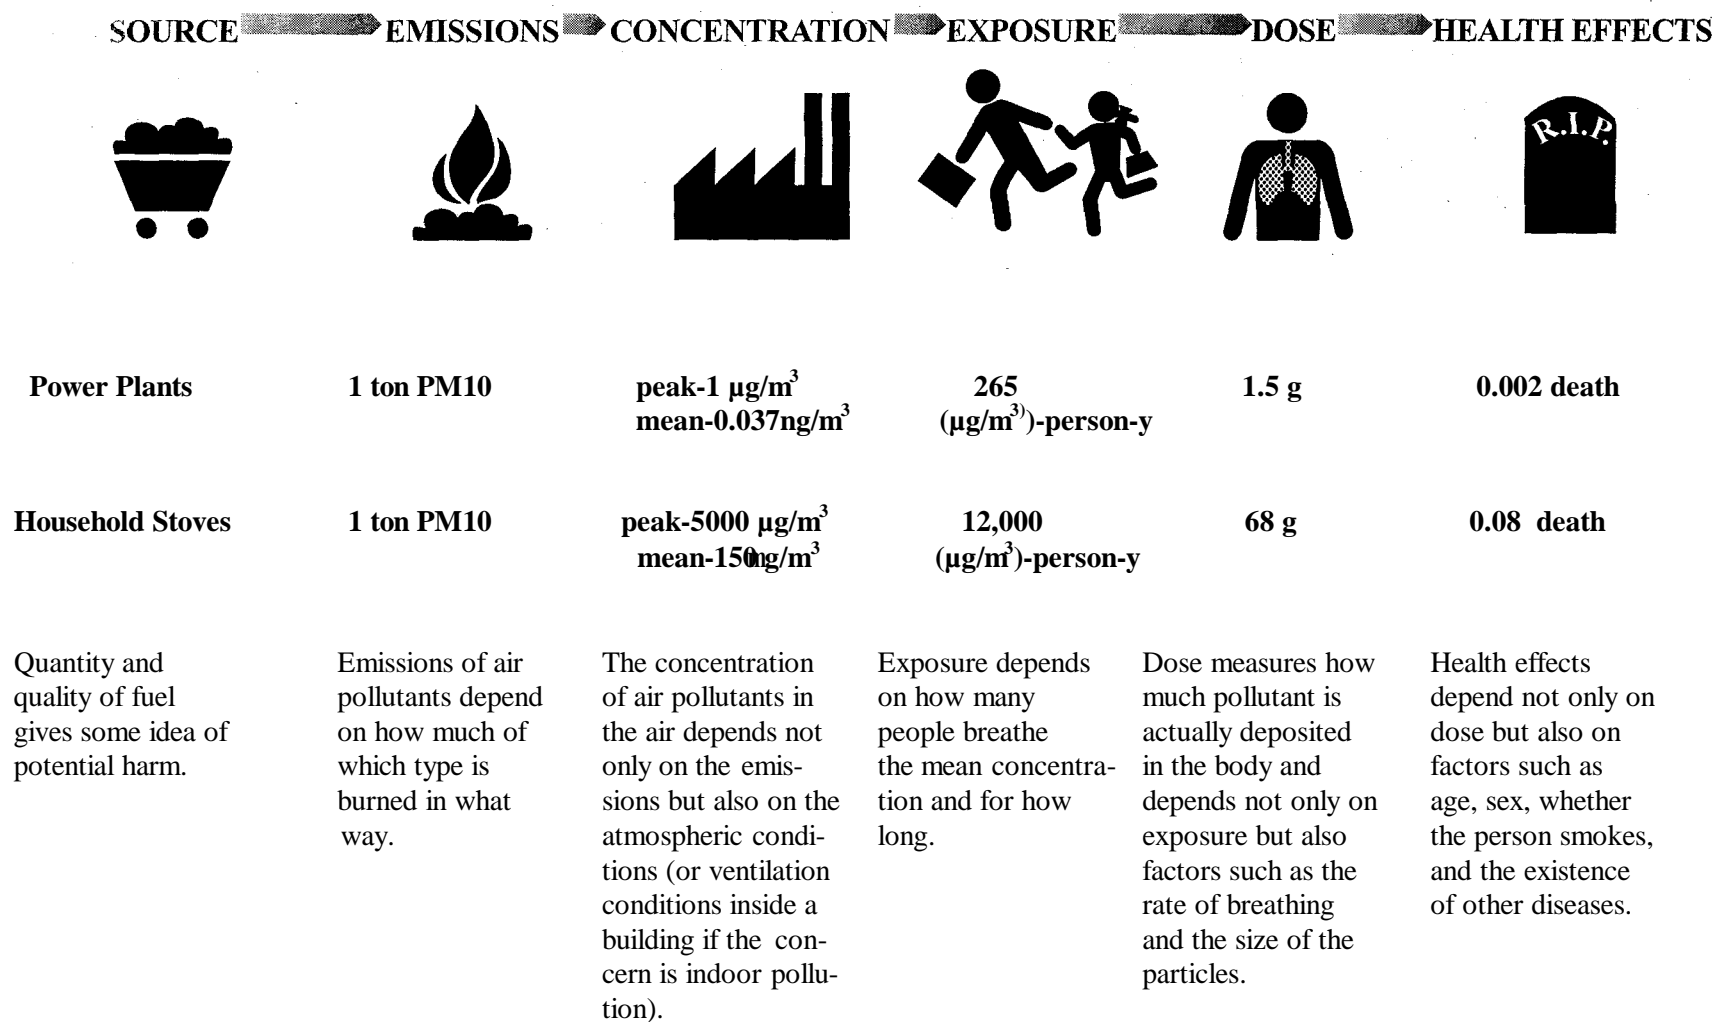 SOURCE EMISSIONS CONCENTRATION EXPOSURE DOSE HEALTH EFFECTS
R.I.P.
Power Plants 1 ton PM10 peak-1 µg/m³ 265 1.5 g 0.002 death
mean-0.037ng/m³ (µg/m³⁾)-person-y
Household Stoves 1 ton PM10 peak-5000 µg/m³ 12,000 68 g 0.08 death
(µg/m³)-person-y
Quantity and
quality of fuel
gives some idea of
potential harm.
Emissions of air
pollutants depend
on how much of
which type is
burned in what
way.
The concentration
of air pollutants in
the air depends not
only on the emis-
sions but also on the
atmospheric condi-
tions (or ventilation
conditions inside a
building if the con-
cern is indoor pollu-
tion).
Exposure depends
on how many
people breathe
the mean concentra-
tion and for how
long.
Dose measures how
much pollutant is
actually deposited
in the body and
depends not only on
exposure but also
factors such as the
rate of breathing
and the size of the
particles.
Health effects
depend not only on
dose but also on
factors such as
age, sex, whether
the person smokes,
and the existence
of other diseases.